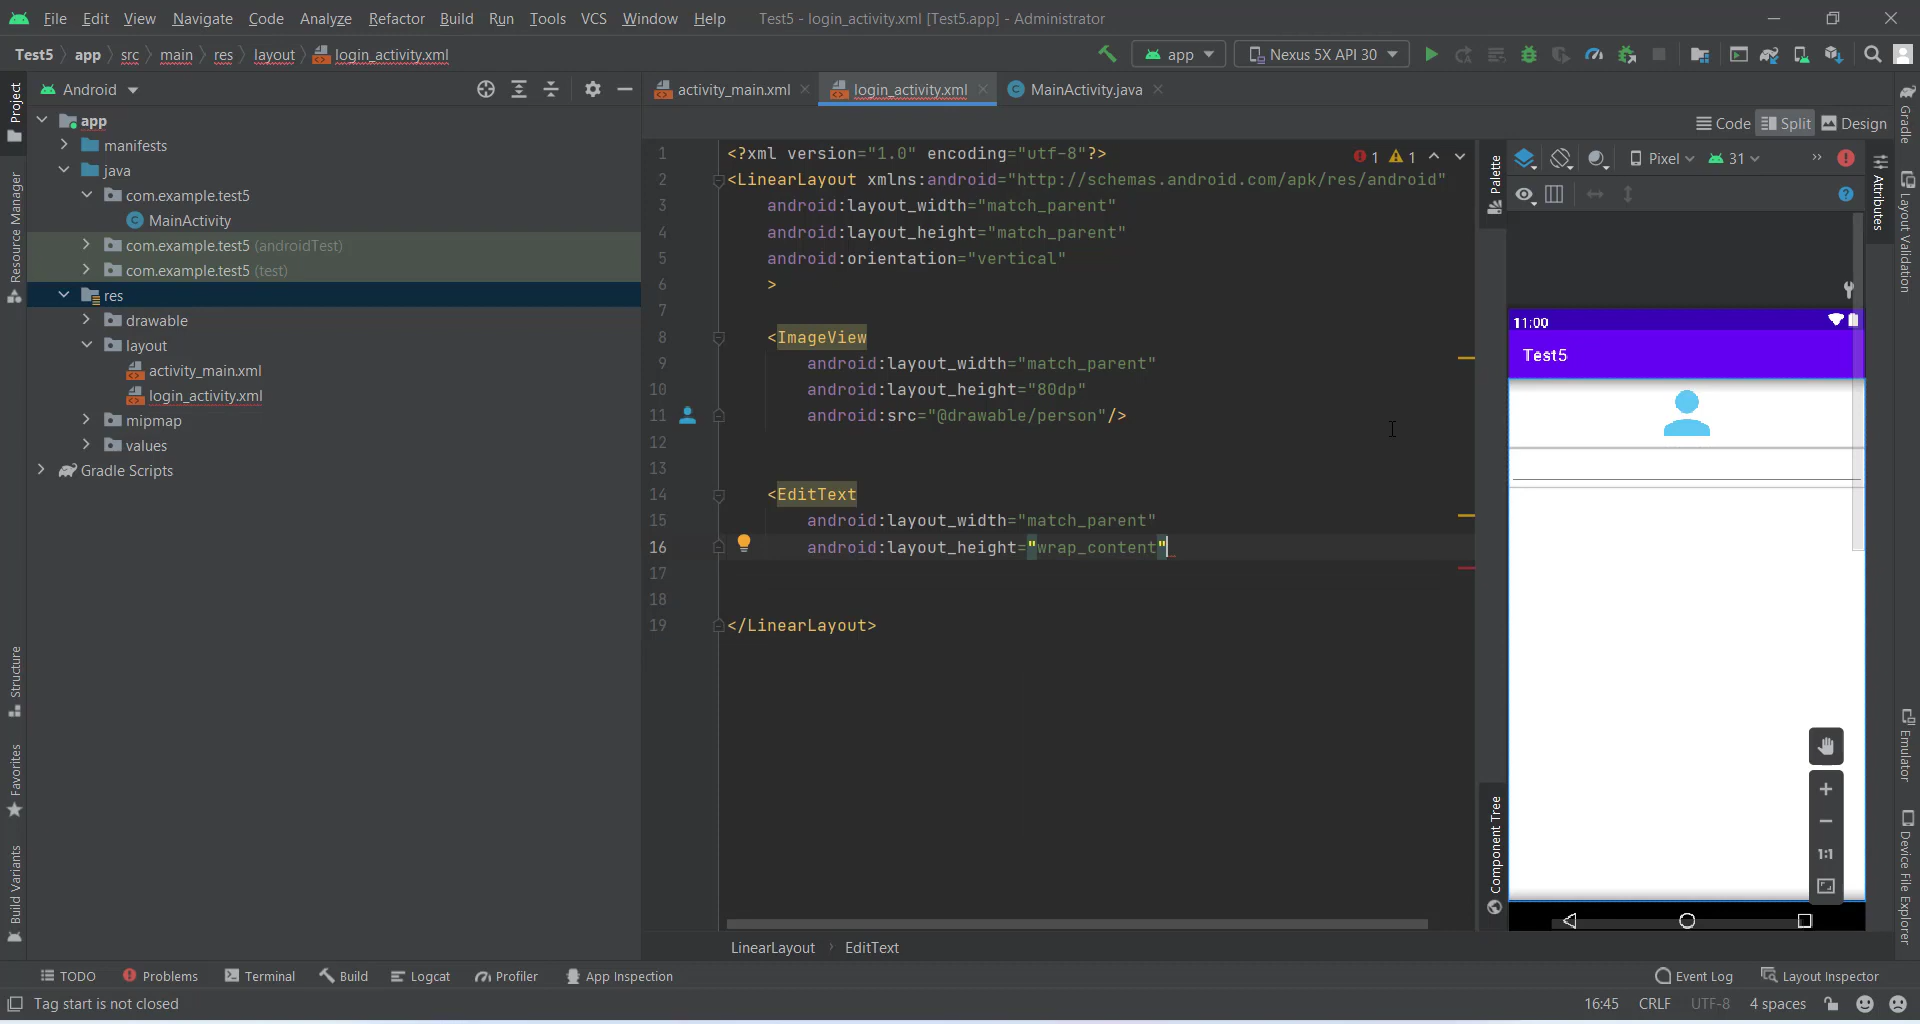 File Edit View Navigate Code Analyze Refactor Build Run Tools VCS Window Help Test5 - login_activity.xml [Test5.app] - Administrator
Test5 app src main res layout login_activity.xml app Nexus 5X API 30
Project
Android
activity_main.xml login_activity.xml MainActivity.java
Code Split Design
app
manifests
java
com.example.test5
MainActivity
com.example.test5 (androidTest)
com.example.test5 (test)
res
drawable
layout
activity_main.xml
login_activity.xml
mipmap
values
Gradle Scripts
Resource Manager
Structure
Favorites
Build Variants
1 <?xml version="1.0" encoding="utf-8"?>
2 <LinearLayout xmlns:android="http://schemas.android.com/apk/res/android"
3 android:layout_width="match_parent"
4 android:layout_height="match_parent"
5 android:orientation="vertical"
6 >
7
8 <ImageView
9 android:layout_width="match_parent"
10 android:layout_height="80dp"
11 android:src="@drawable/person"/>
12
13
14 <EditText
15 android:layout_width="match_parent"
16 android:layout_height="wrap_content"
17
18
19 </LinearLayout>
1 1
Palette
Pixel 31
Attributes
Gradle
Layout Validation
11:00
Test5
1:1
Component Tree
Emulator
Device File Explorer
LinearLayout EditText
TODO Problems Terminal Build Logcat Profiler App Inspection Event Log Layout Inspector
Tag start is not closed 16:45 CRLF UTF-8 4 spaces